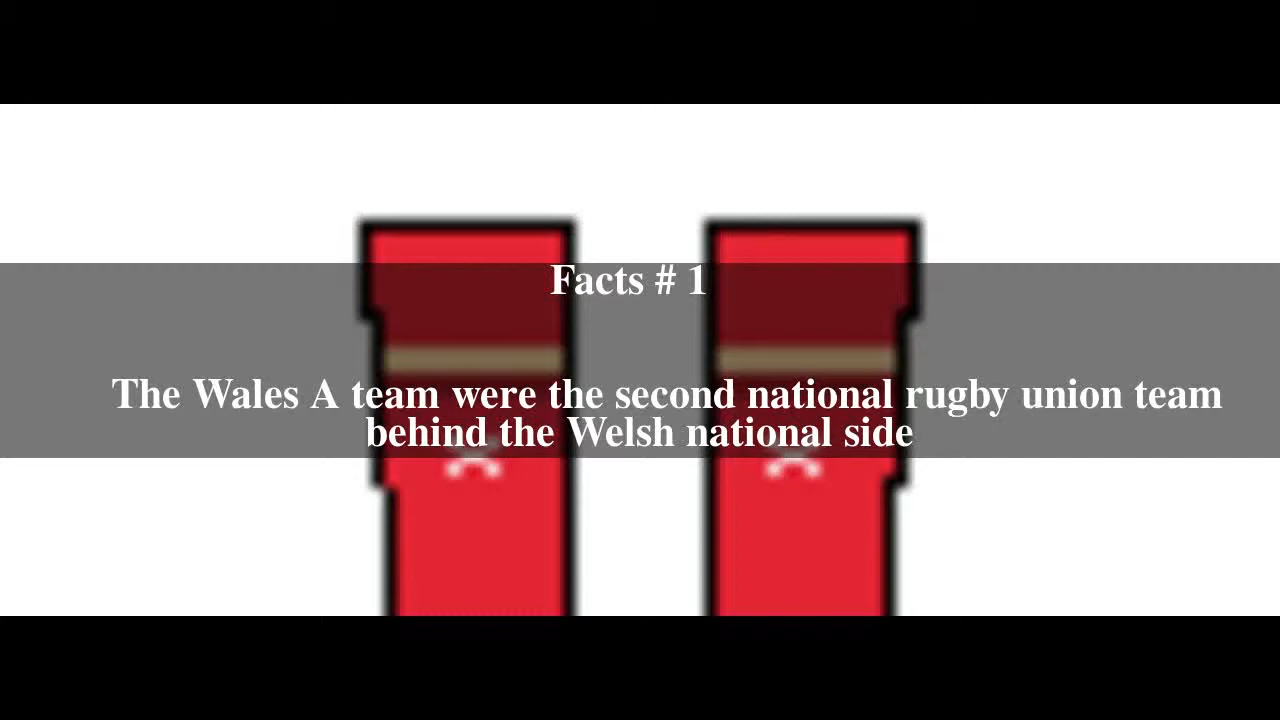 Facts # 1
The Wales A team were the second national rugby union team
behind the Welsh national side